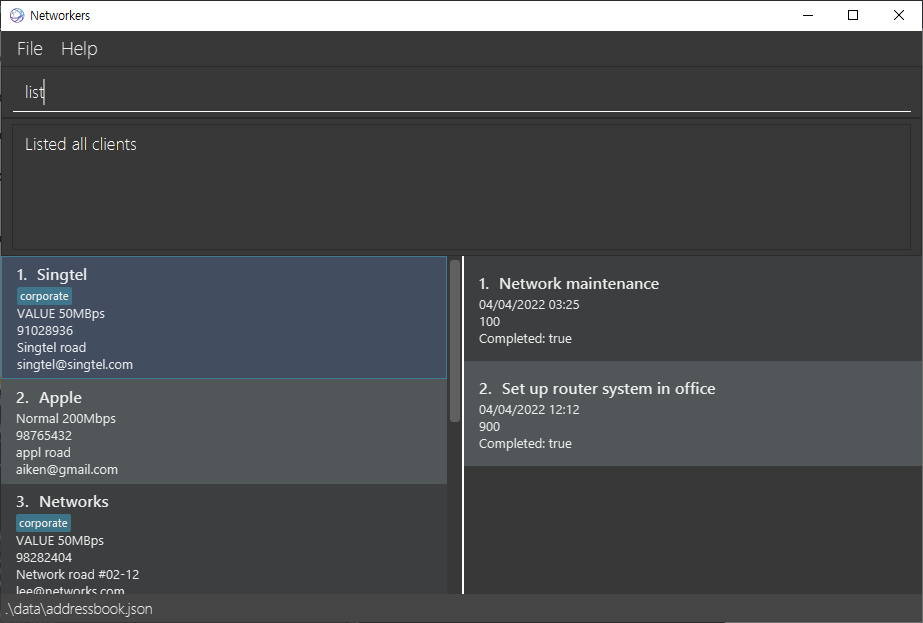 Networkers
File Help
list
Listed all clients
1. Singtel
corporate
VALUE 50MBps
91028936
Singtel road
singtel@singtel.com
2. Apple
Normal 200Mbps
98765432
appl road
aiken@gmail.com
3. Networks
corporate
VALUE 50MBps
98282404
Network road #02-12
lee@networks.com
1. Network maintenance
04/04/2022 03:25
100
Completed: true
2. Set up router system in office
04/04/2022 12:12
900
Completed: true
.\data\addressbook.json